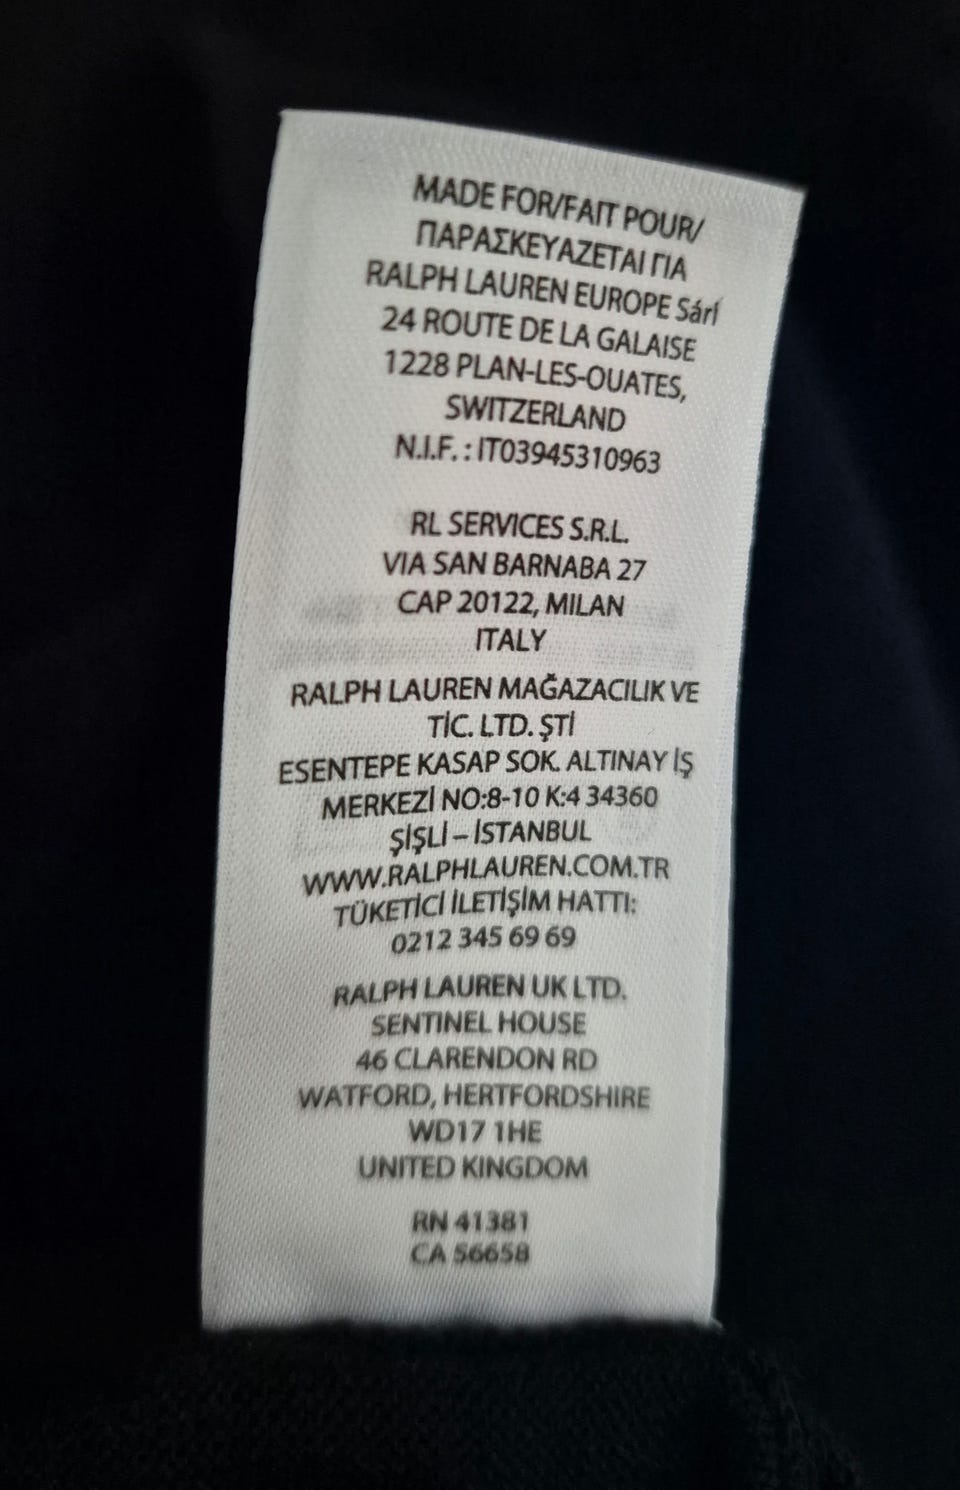 MADE FOR/FAIT POUR/
ΠΑΡΑΣΚΕΥΑΖΕΤΑΙ ΓΙΑ
RALPH LAUREN EUROPE Sárl
24 ROUTE DE LA GALAISE
1228 PLAN-LES-OUATES,
SWITZERLAND
N.I.F. : IT03945310963
RL SERVICES S.R.L.
VIA SAN BARNABA 27
CAP 20122, MILAN
ITALY
RALPH LAUREN MAĞAZACILIK VE
TİC. LTD. ŞTİ
ESENTEPE KASAP SOK. ALTINAY İŞ
MERKEZİ NO:8-10 K:4 34360
ŞİŞLİ – İSTANBUL
WWW.RALPHLAUREN.COM.TR
TÜKETİCİ İLETİŞİM HATTI:
0212 345 69 69
RALPH LAUREN UK LTD.
SENTINEL HOUSE
46 CLARENDON RD
WATFORD, HERTFORDSHIRE
WD17 1HE
UNITED KINGDOM
RN 41381
CA 56658